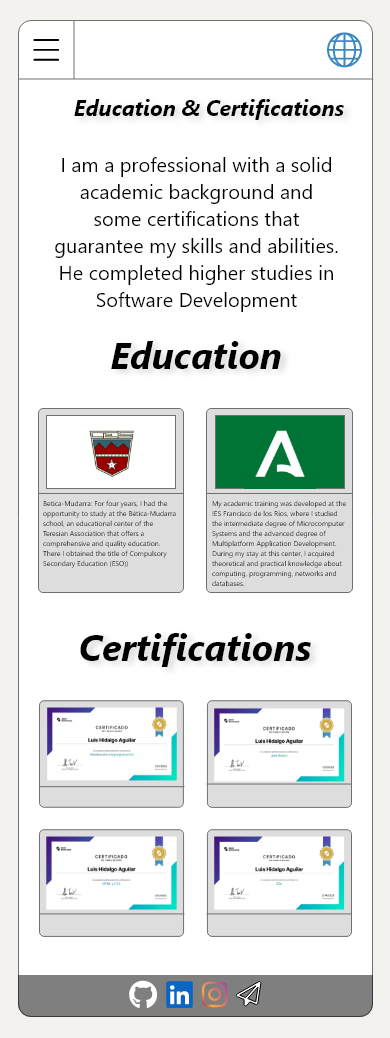 Education & Certifications
I am a professional with a solid
academic background and
some certifications that
guarantee my skills and abilities.
He completed higher studies in
Software Development
Education
Betica-Mudarra: For four years, I had the
opportunity to study at the Bética-Mudarra
school, an educational center of the
Teresian Association that offers a
comprehensive and quality education.
There I obtained the title of Compulsory
Secondary Education (ESO))
My academic training was developed at the
IES Francisco de los Ríos, where I studied
the intermediate degree of Microcomputer
Systems and the advanced degree of
Multiplatform Application Development.
During my stay at this center, I acquired
theoretical and practical knowledge about
computing, programming, networks and
databases.
Certifications
CERTIFICADO
Luis Hidalgo Aguilar
CERTIFICADO
Luis Hidalgo Aguilar
CERTIFICADO
Luis Hidalgo Aguilar
HTML y CSS
CERTIFICADO
Luis Hidalgo Aguilar
SQL
in